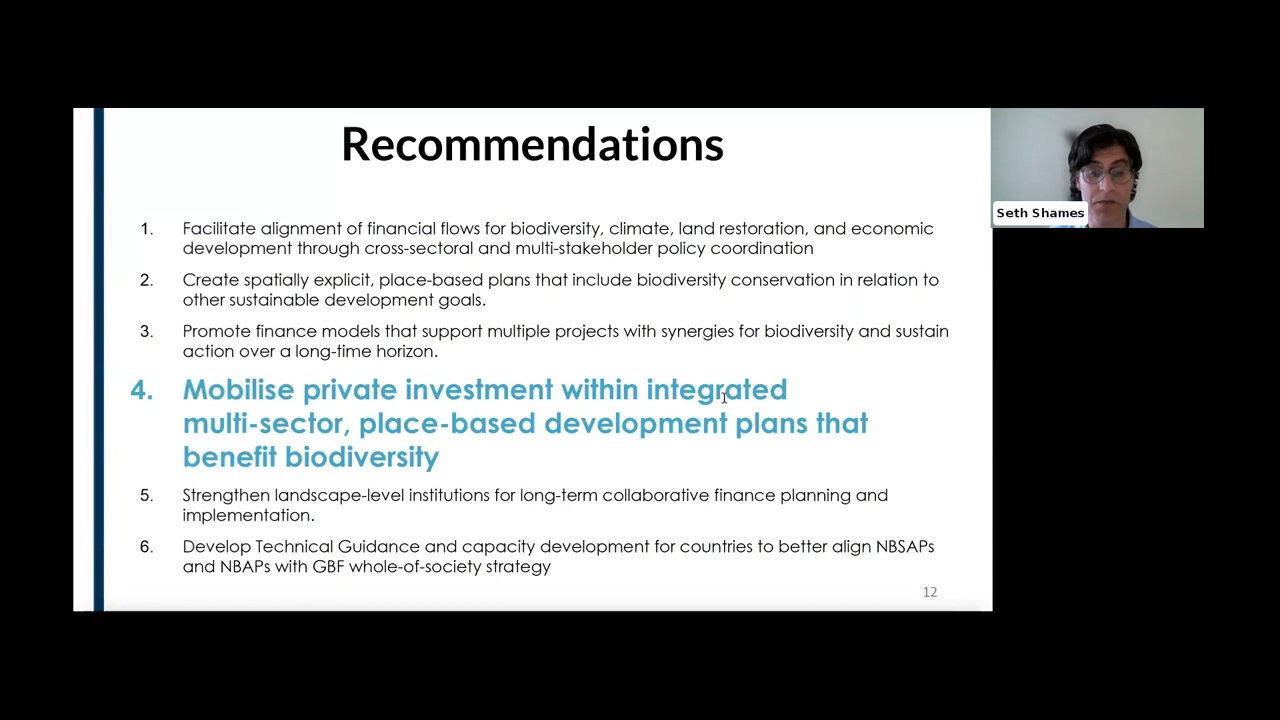 Recommendations
1. Facilitate alignment of financial flows for biodiversity, climate, land restoration, and economic
development through cross-sectoral and multi-stakeholder policy coordination
2. Create spatially explicit, place-based plans that include biodiversity conservation in relation to
other sustainable development goals.
3. Promote finance models that support multiple projects with synergies for biodiversity and sustain
action over a long-time horizon.
4. Mobilise private investment within integrated
multi-sector, place-based development plans that
benefit biodiversity
5. Strengthen landscape-level institutions for long-term collaborative finance planning and
implementation.
6. Develop Technical Guidance and capacity development for countries to better align NBSAPs
and NBAPs with GBF whole-of-society strategy
12
Seth Shames